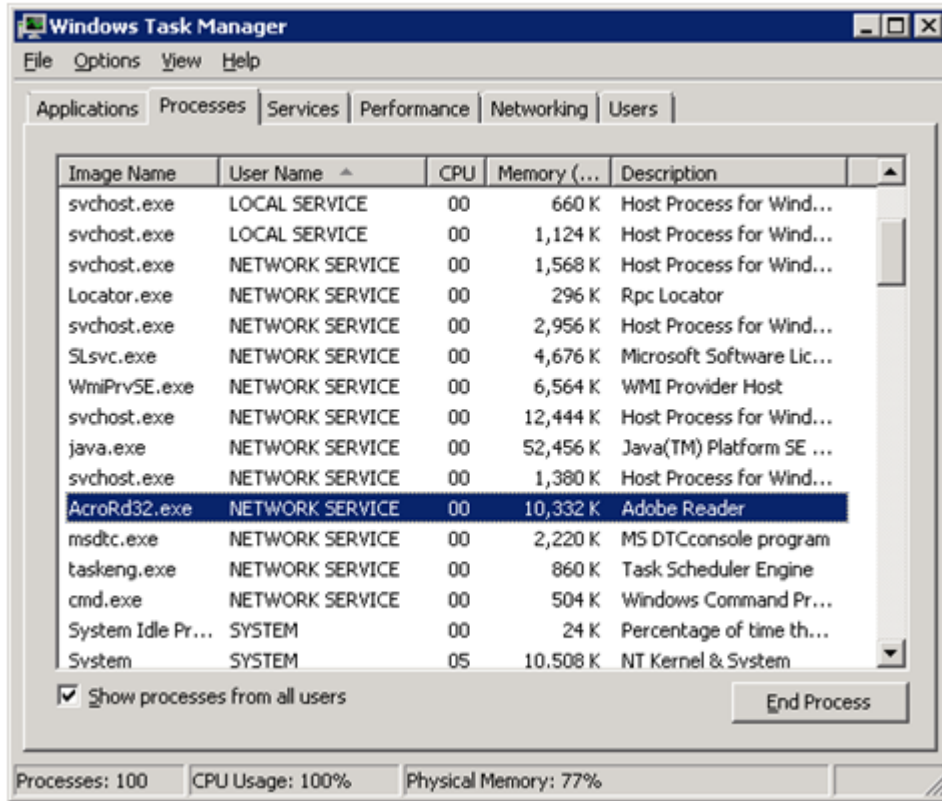 Windows Task Manager
File Options View Help
Applications Processes Services Performance Networking Users
Image Name User Name CPU Memory (... Description
svchost.exe LOCAL SERVICE 00 660 K Host Process for Wind...
svchost.exe LOCAL SERVICE 00 1,124 K Host Process for Wind...
svchost.exe NETWORK SERVICE 00 1,568 K Host Process for Wind...
Locator.exe NETWORK SERVICE 00 296 K Rpc Locator
svchost.exe NETWORK SERVICE 00 2,956 K Host Process for Wind...
SLsvc.exe NETWORK SERVICE 00 4,676 K Microsoft Software Lic...
WmiPrvSE.exe NETWORK SERVICE 00 6,564 K WMI Provider Host
svchost.exe NETWORK SERVICE 00 12,444 K Host Process for Wind...
java.exe NETWORK SERVICE 00 52,456 K Java(TM) Platform SE ...
svchost.exe NETWORK SERVICE 00 1,380 K Host Process for Wind...
AcroRd32.exe NETWORK SERVICE 00 10,332 K Adobe Reader
msdtc.exe NETWORK SERVICE 00 2,220 K MS DTCconsole program
taskeng.exe NETWORK SERVICE 00 860 K Task Scheduler Engine
cmd.exe NETWORK SERVICE 00 504 K Windows Command Pr...
System Idle Pr... SYSTEM 00 24 K Percentage of time th...
System SYSTEM 05 10,508 K NT Kernel & System
Show processes from all users
End Process
Processes: 100 CPU Usage: 100% Physical Memory: 77%